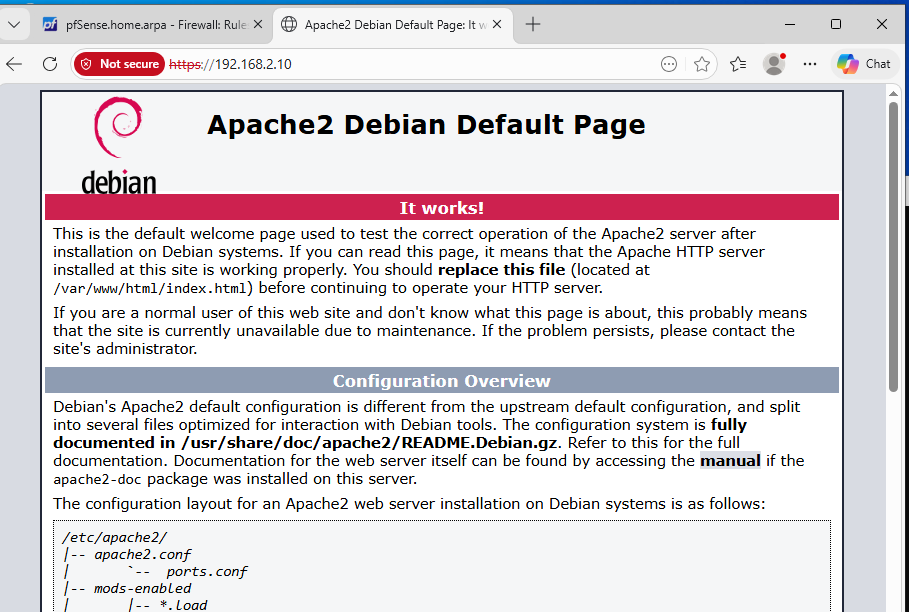 pfSense.home.arpa - Firewall: Rule
Apache2 Debian Default Page: It w
Not secure https://192.168.2.10
Chat
debian
Apache2 Debian Default Page
It works!
This is the default welcome page used to test the correct operation of the Apache2 server after
installation on Debian systems. If you can read this page, it means that the Apache HTTP server
installed at this site is working properly. You should replace this file (located at
/var/www/html/index.html) before continuing to operate your HTTP server.
If you are a normal user of this web site and don't know what this page is about, this probably means
that the site is currently unavailable due to maintenance. If the problem persists, please contact the
site's administrator.
Configuration Overview
Debian's Apache2 default configuration is different from the upstream default configuration, and split
into several files optimized for interaction with Debian tools. The configuration system is fully
documented in /usr/share/doc/apache2/README.Debian.gz. Refer to this for the full
documentation. Documentation for the web server itself can be found by accessing the manual if the
apache2-doc package was installed on this server.
The configuration layout for an Apache2 web server installation on Debian systems is as follows:
/etc/apache2/
|-- apache2.conf
|       `--  ports.conf
|-- mods-enabled
|       |-- *.load